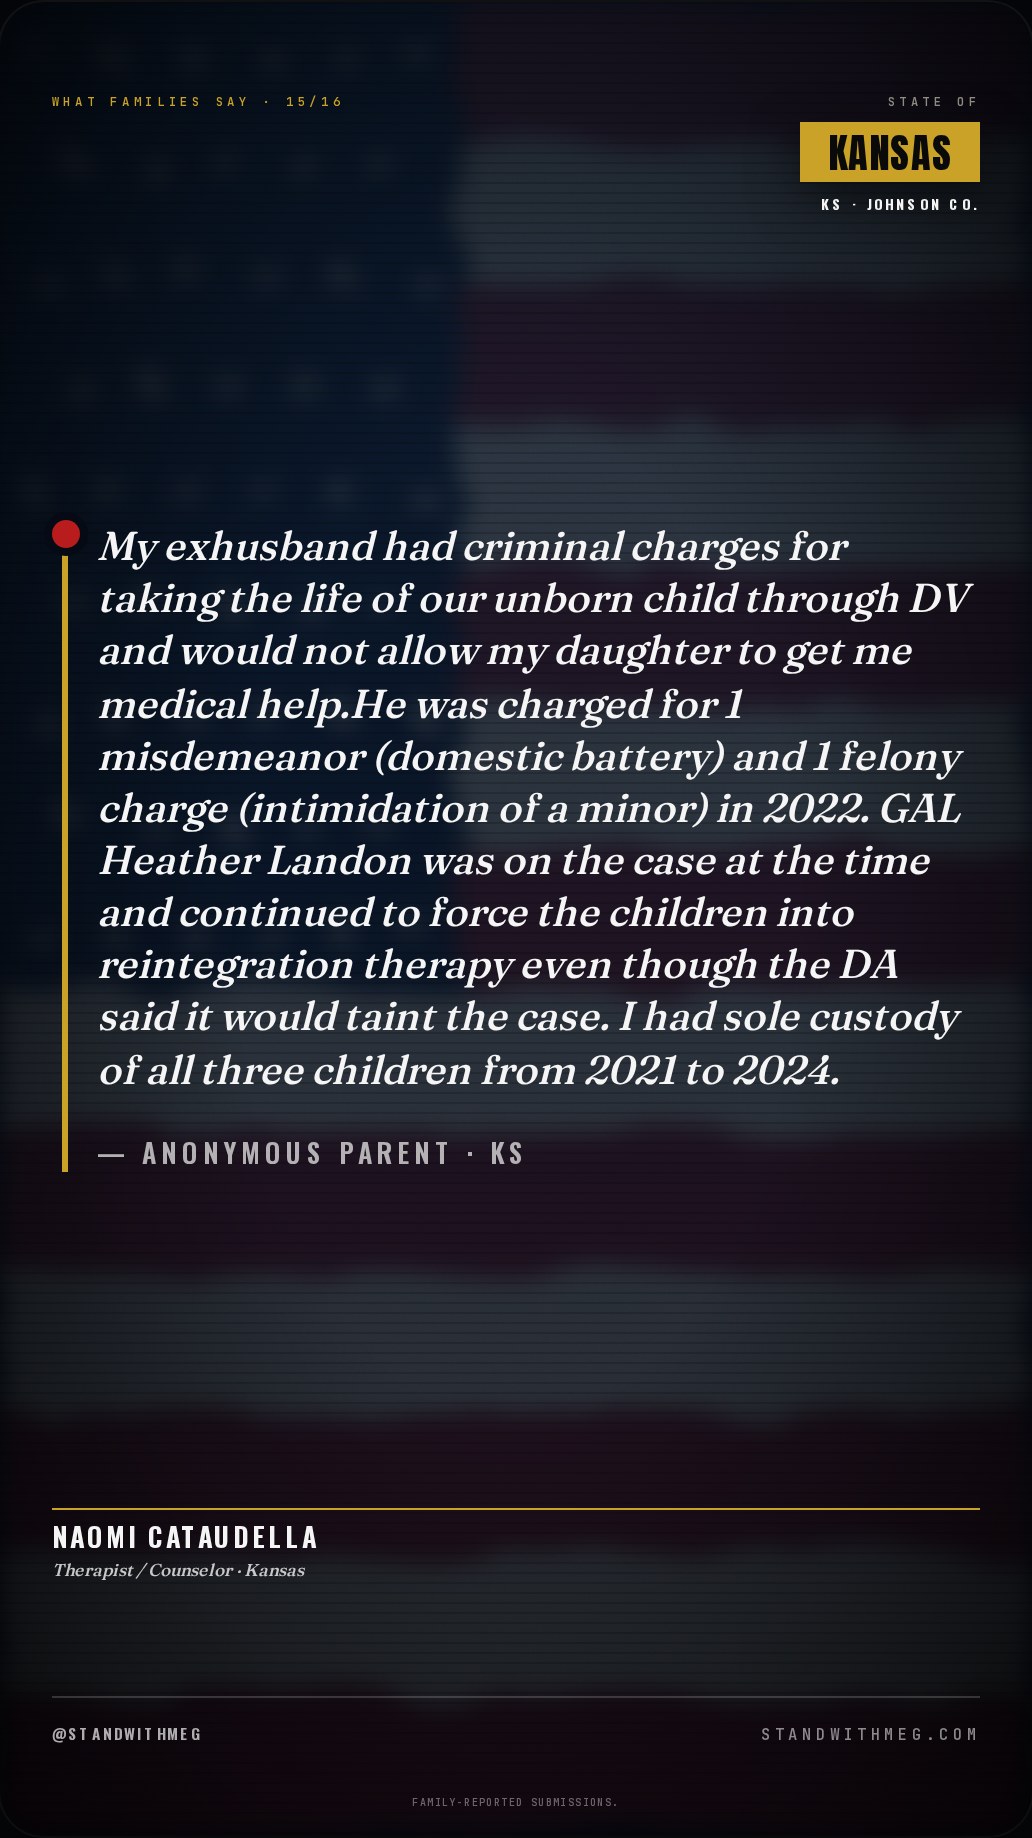 WHAT FAMILIES SAY · 15/16
STATE OF
KANSAS
KS · JOHNSON CO.
My exhusband had criminal charges for
taking the life of our unborn child through DV
and would not allow my daughter to get me
medical help.He was charged for 1
misdemeanor (domestic battery) and 1 felony
charge (intimidation of a minor) in 2022. GAL
Heather Landon was on the case at the time
and continued to force the children into
reintegration therapy even though the DA
said it would taint the case. I had sole custody
of all three children from 2021 to 2024.
— ANONYMOUS PARENT · KS
NAOMI CATAUDELLA
Therapist / Counselor · Kansas
@STANDWITHMEG
STANDWITHMEG.COM
FAMILY-REPORTED SUBMISSIONS.